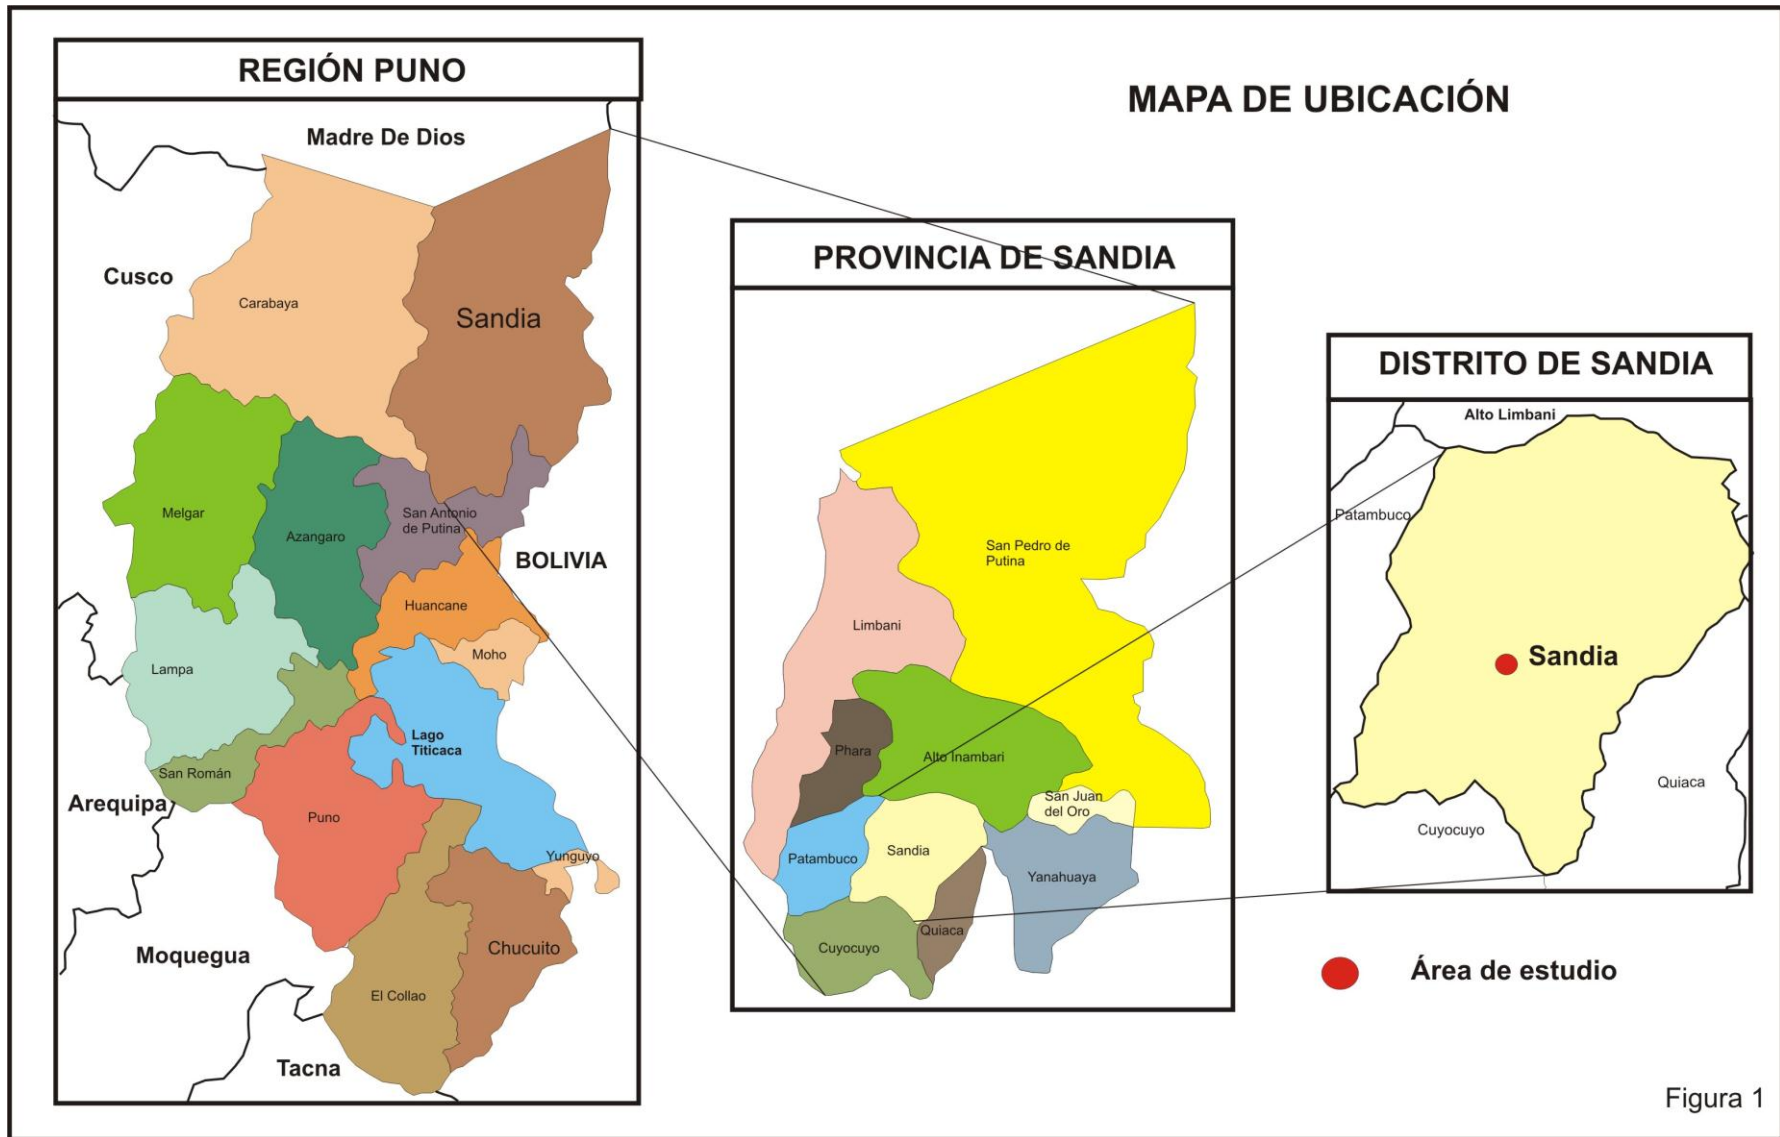 REGIÓN PUNO
MAPA DE UBICACIÓN
Madre De Dios
Cusco
Carabaya
Sandia
Melgar
Azangaro
San Antonio
de Putina
BOLIVIA
Huancane
Moho
Lampa
Lago
Titicaca
San Román
Arequipa
Puno
Yunguyo
Moquegua
Chucuito
El Collao
Tacna
PROVINCIA DE SANDIA
San Pedro de
Putina
Limbani
Phara
Alto Inambari
San Juan
del Oro
Patambuco
Sandia
Yanahuaya
Cuyocuyo
Quiaca
DISTRITO DE SANDIA
Alto Limbani
Patambuco
Sandia
Quiaca
Cuyocuyo
Área de estudio
Figura 1